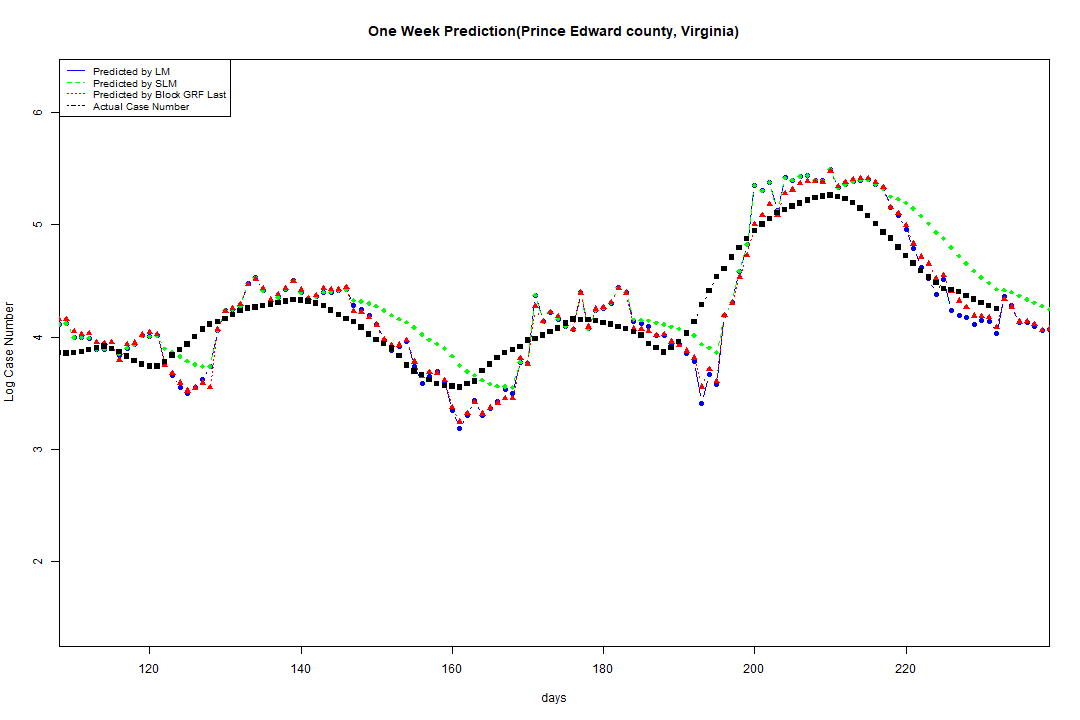 One Week Prediction(Prince Edward county, Virginia)
Predicted by LM
Predicted by SLM
Predicted by Block GRF Last
Actual Case Number
Log Case Number
6
5
4
3
2
120 140 160 180 200 220
days